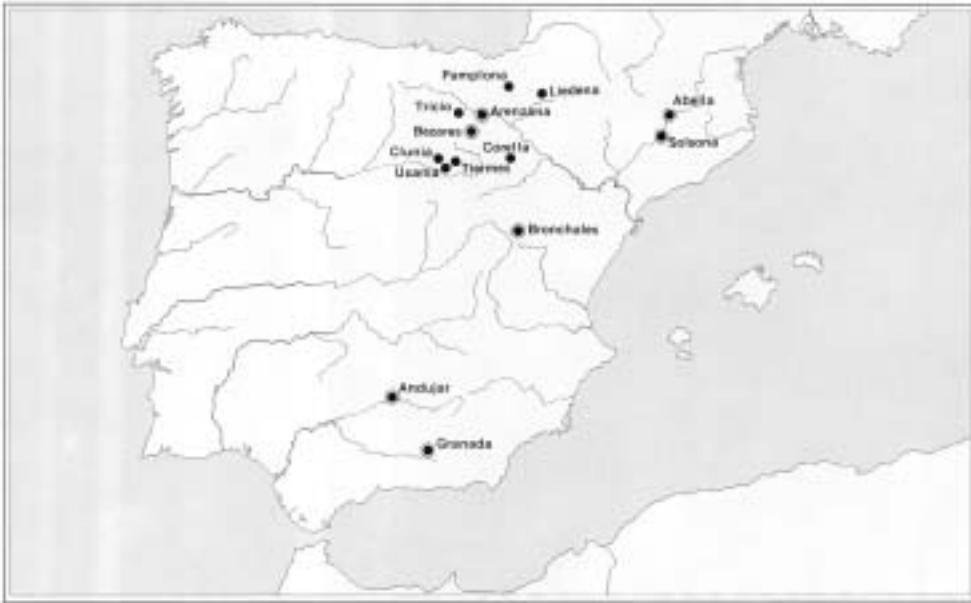 Pamplona
Liedena
Tricio
Arenzana
Abella
Bezares
Solsona
Clunia
Corella
Uxama
Tiermes
Bronchales
Andujar
Granada